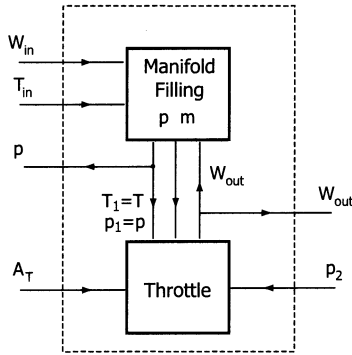 W_in
T_in
Manifold
Filling
p m
p
T_1=T
p_1=p
W_out
W_out
A_T
Throttle
p_2